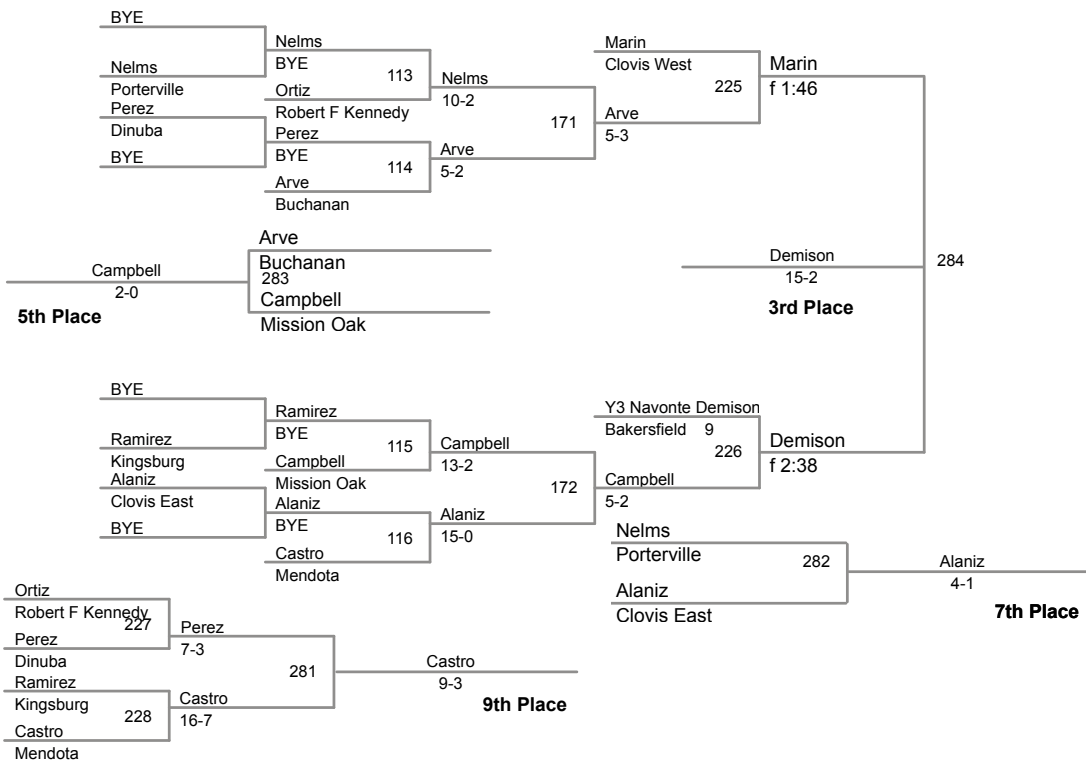 BYE
Nelms
Porterville
Perez
Dinuba
BYE
Nelms
BYE
113
Ortiz
Robert F Kennedy
Perez
BYE
114
Arve
Buchanan
Nelms
10-2
171
Arve
5-2
Marin
Clovis West
225
Arve
5-3
Marin
f 1:46
284
Demison
15-2
3rd Place
Arve
Buchanan
283
Campbell
Mission Oak
Campbell
2-0
5th Place
BYE
Ramirez
Kingsburg
Alaniz
Clovis East
BYE
Ramirez
BYE
115
Campbell
Mission Oak
Alaniz
BYE
116
Castro
Mendota
Campbell
13-2
172
Alaniz
15-0
Y3 Navonte Demison
Bakersfield 9
226
Campbell
5-2
Demison
f 2:38
Nelms
Porterville
282
Alaniz
Clovis East
Alaniz
4-1
7th Place
Ortiz
Robert F Kennedy
227
Perez
Dinuba
Ramirez
Kingsburg
228
Castro
Mendota
Perez
7-3
281
Castro
16-7
Castro
9-3
9th Place